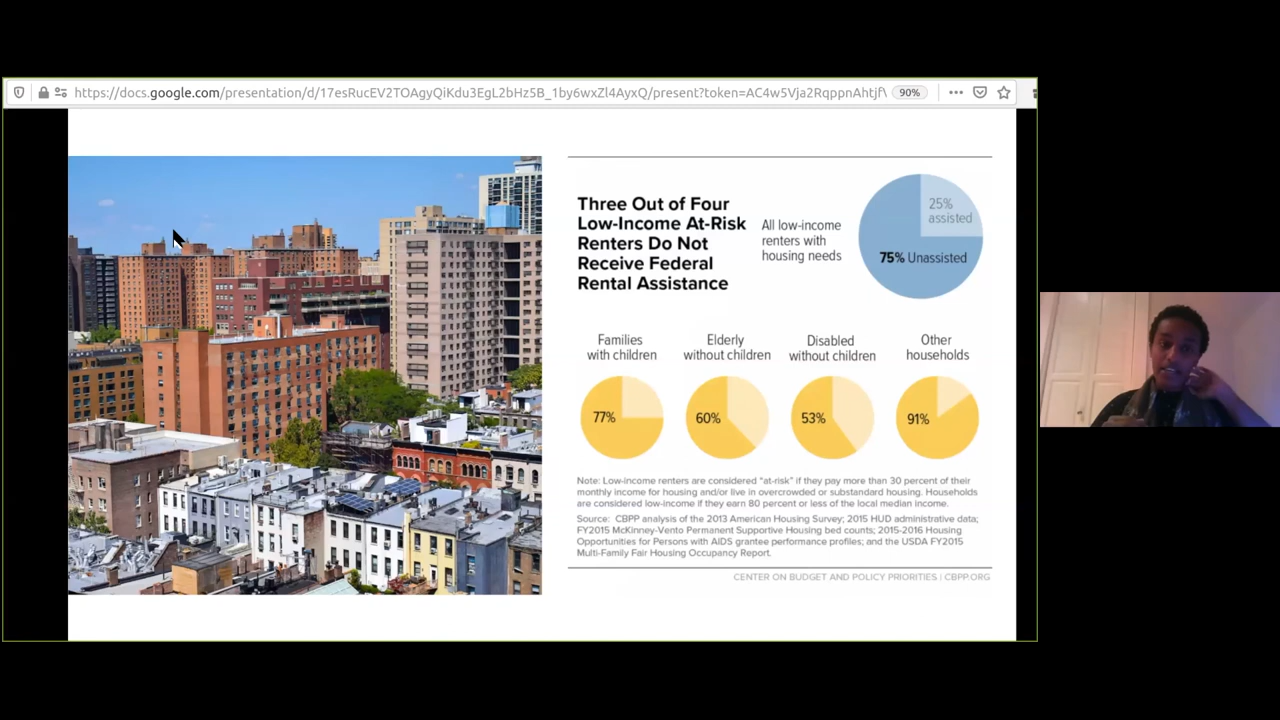 https://docs.google.com/presentation/d/17esRucEV2TOAgyQiKdu3EgL2bHz5B_1by6wxZl4AyxQ/present?token=AC4w5Vja2RqppnAhtjf
90%
Three Out of Four
Low-Income At-Risk
Renters Do Not
Receive Federal
Rental Assistance
All low-income
renters with
housing needs
25%
assisted
75% Unassisted
Families
with children
Elderly
without children
Disabled
without children
Other
households
77%
60%
53%
91%
Note: Low-income renters are considered "at-risk" if they pay more than 30 percent of their
monthly income for housing and/or live in overcrowded or substandard housing. Households
are considered low-income if they earn 80 percent or less of the local median income.
Source: CBPP analysis of the 2013 American Housing Survey; 2015 HUD administrative data;
FY2015 McKinney-Vento Permanent Supportive Housing bed counts; 2015-2016 Housing
Opportunities for Persons with AIDS grantee performance profiles; and the USDA FY2015
Multi-Family Fair Housing Occupancy Report.
CENTER ON BUDGET AND POLICY PRIORITIES | CBPP.ORG